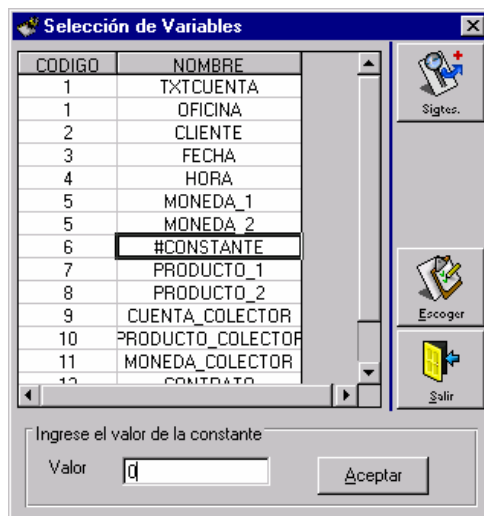 Selección de Variables
CODIGO NOMBRE
1 TXTCUENTA
1 OFICINA
2 CLIENTE
3 FECHA
4 HORA
5 MONEDA_1
5 MONEDA_2
6 #CONSTANTE
7 PRODUCTO_1
8 PRODUCTO_2
9 CUENTA_COLECTOR
10 PRODUCTO_COLECTOR
11 MONEDA_COLECTOR
12 CONTRATO
Sigtes.
Escoger
Salir
Ingrese el valor de la constante
Valor 0 Aceptar